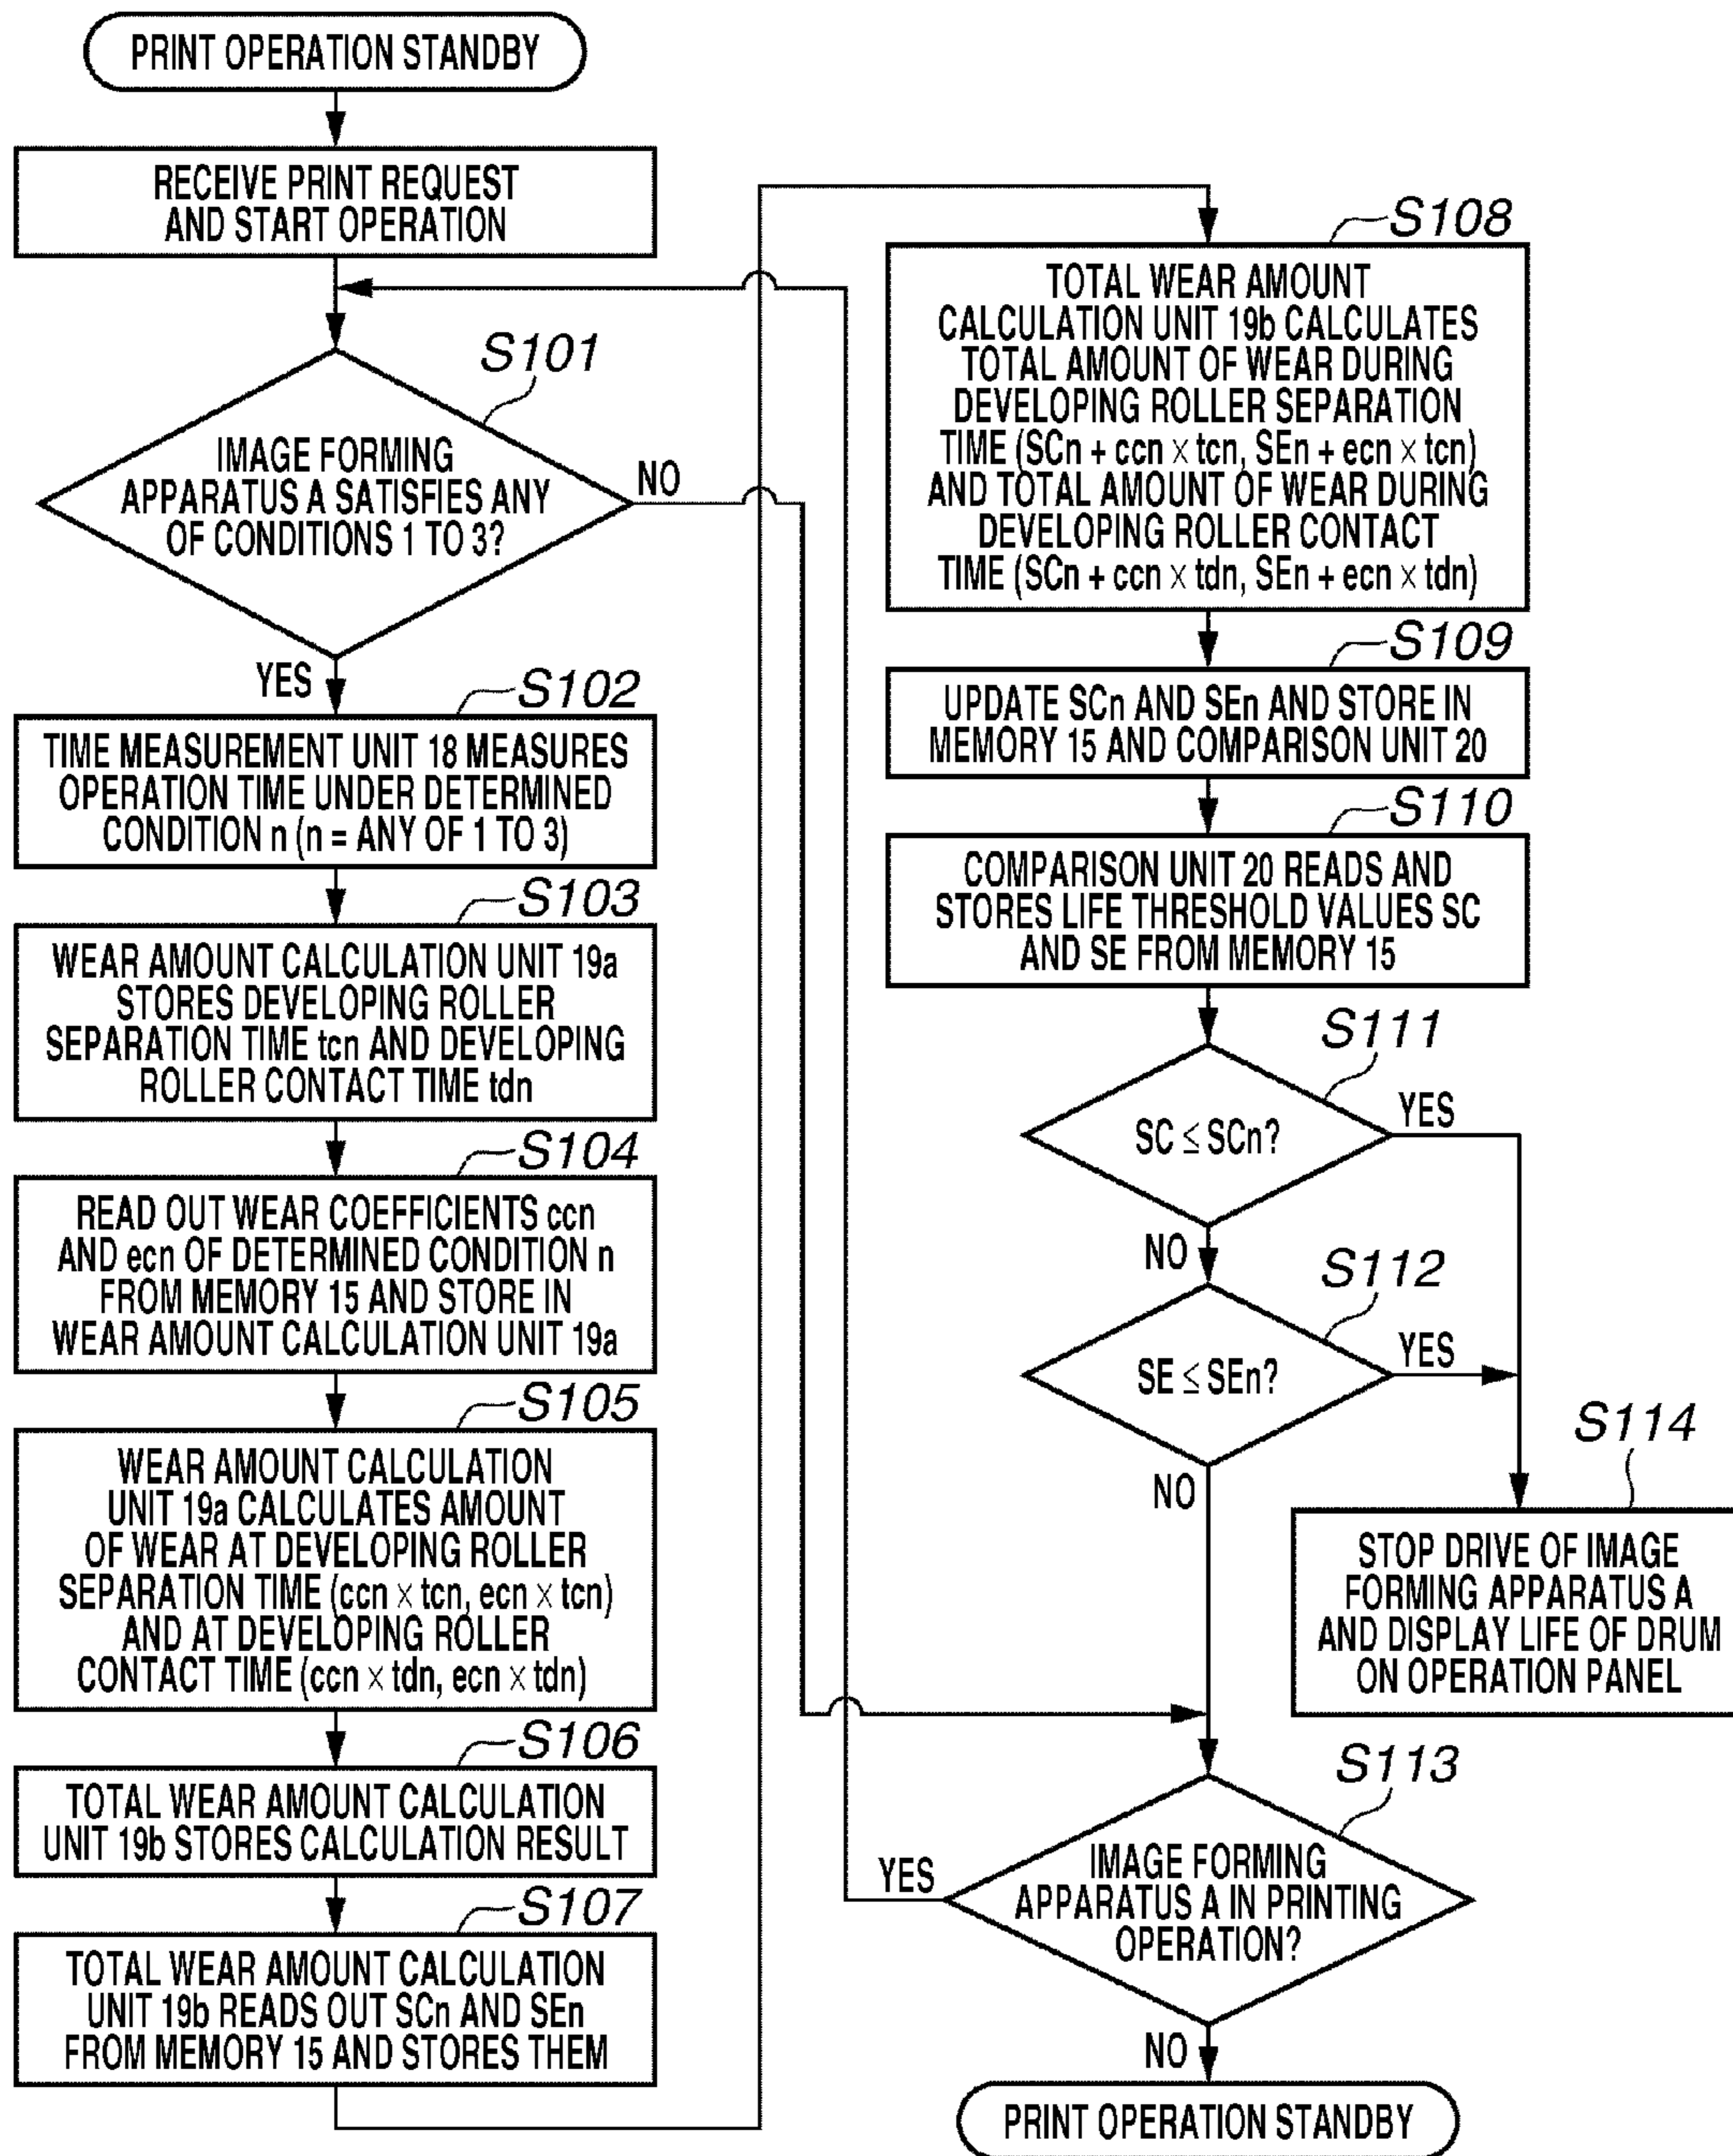 PRINT OPERATION STANDBY
RECEIVE PRINT REQUEST
AND START OPERATION
S101
IMAGE FORMING
APPARATUS A SATISFIES ANY
OF CONDITIONS 1 TO 3?
NO
YES
S102
TIME MEASUREMENT UNIT 18 MEASURES
OPERATION TIME UNDER DETERMINED
CONDITION n (n = ANY OF 1 TO 3)
S103
WEAR AMOUNT CALCULATION UNIT 19a
STORES DEVELOPING ROLLER
SEPARATION TIME tcn AND DEVELOPING
ROLLER CONTACT TIME tdn
S104
READ OUT WEAR COEFFICIENTS ccn
AND ecn OF DETERMINED CONDITION n
FROM MEMORY 15 AND STORE IN
WEAR AMOUNT CALCULATION UNIT 19a
S105
WEAR AMOUNT CALCULATION
UNIT 19a CALCULATES AMOUNT
OF WEAR AT DEVELOPING ROLLER
SEPARATION TIME (ccn × tcn, ecn × tcn)
AND AT DEVELOPING ROLLER
CONTACT TIME (ccn × tdn, ecn × tdn)
S106
TOTAL WEAR AMOUNT CALCULATION
UNIT 19b STORES CALCULATION RESULT
S107
TOTAL WEAR AMOUNT CALCULATION
UNIT 19b READS OUT SCn AND SEn
FROM MEMORY 15 AND STORES THEM
S108
TOTAL WEAR AMOUNT
CALCULATION UNIT 19b CALCULATES
TOTAL AMOUNT OF WEAR DURING
DEVELOPING ROLLER SEPARATION
TIME (SCn + ccn × tcn, SEn + ecn × tcn)
AND TOTAL AMOUNT OF WEAR DURING
DEVELOPING ROLLER CONTACT
TIME (SCn + ccn × tdn, SEn + ecn × tdn)
S109
UPDATE SCn AND SEn AND STORE IN
MEMORY 15 AND COMPARISON UNIT 20
S110
COMPARISON UNIT 20 READS AND
STORES LIFE THRESHOLD VALUES SC
AND SE FROM MEMORY 15
S111
SC ≤ SCn?
YES
NO
S112
SE ≤ SEn?
YES
NO
S114
STOP DRIVE OF IMAGE
FORMING APPARATUS A
AND DISPLAY LIFE OF DRUM
ON OPERATION PANEL
S113
IMAGE FORMING
APPARATUS A IN PRINTING
OPERATION?
YES
NO
PRINT OPERATION STANDBY